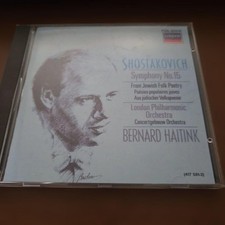 SHOSTAKOVICH
Symphony No.15
From Jewish Folk Poetry
Poésies populaires juives
Aus jüdischer Volkspoesie
London Philharmonic
Orchestra
Concertgebouw Orchestra
BERNARD HAITINK